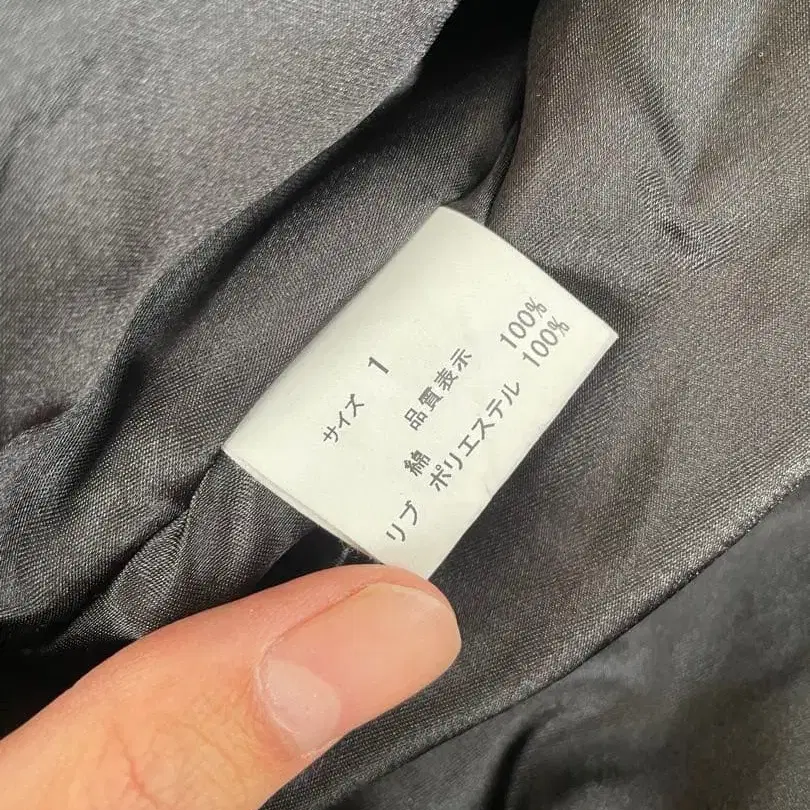 サイズ 1
品質表示
綿 100%
リブ ポリエステル 100%